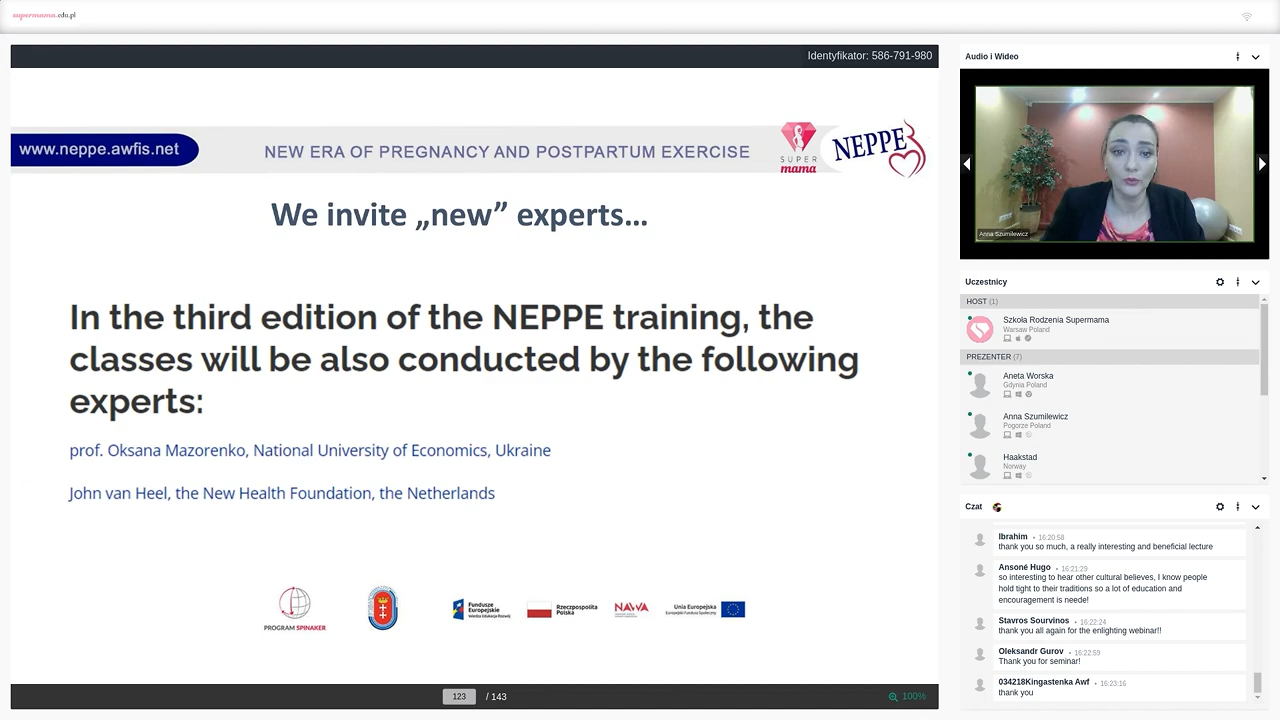 supermama.edu.pl
Identyfikator: 586-791-980
www.neppe.awfis.net
NEW ERA OF PREGNANCY AND POSTPARTUM EXERCISE
SUPER
mama
NEPPE
We invite „new” experts...
In the third edition of the NEPPE training, the
classes will be also conducted by the following
experts:
prof. Oksana Mazorenko, National University of Economics, Ukraine
John van Heel, the New Health Foundation, the Netherlands
PROGRAM SPINAKER
Fundusze
Europejskie
Wiedza Edukacja Rozwój
Rzeczpospolita
Polska
NAWA
Unia Europejska
Europejski Fundusz Społeczny
123 / 143
100%
Audio i Wideo
Anna Szumilewicz
Uczestnicy
HOST (1)
Szkoła Rodzenia Supermama
Warsaw Poland
PREZENTER (7)
Aneta Worska
Gdynia Poland
Anna Szumilewicz
Pogorze Poland
Haakstad
Norway
Czat
Ibrahim • 16:20:58
thank you so much, a really interesting and beneficial lecture
Ansoné Hugo • 16:21:29
so interesting to hear other cultural believes, I know people
hold tight to their traditions so a lot of education and
encouragement is neede!
Stavros Sourvinos • 16:22:24
thank you all again for the enlighting webinar!!
Oleksandr Gurov • 16:22:59
Thank you for seminar!
034218Kingastenka Awf • 16:23:16
thank you